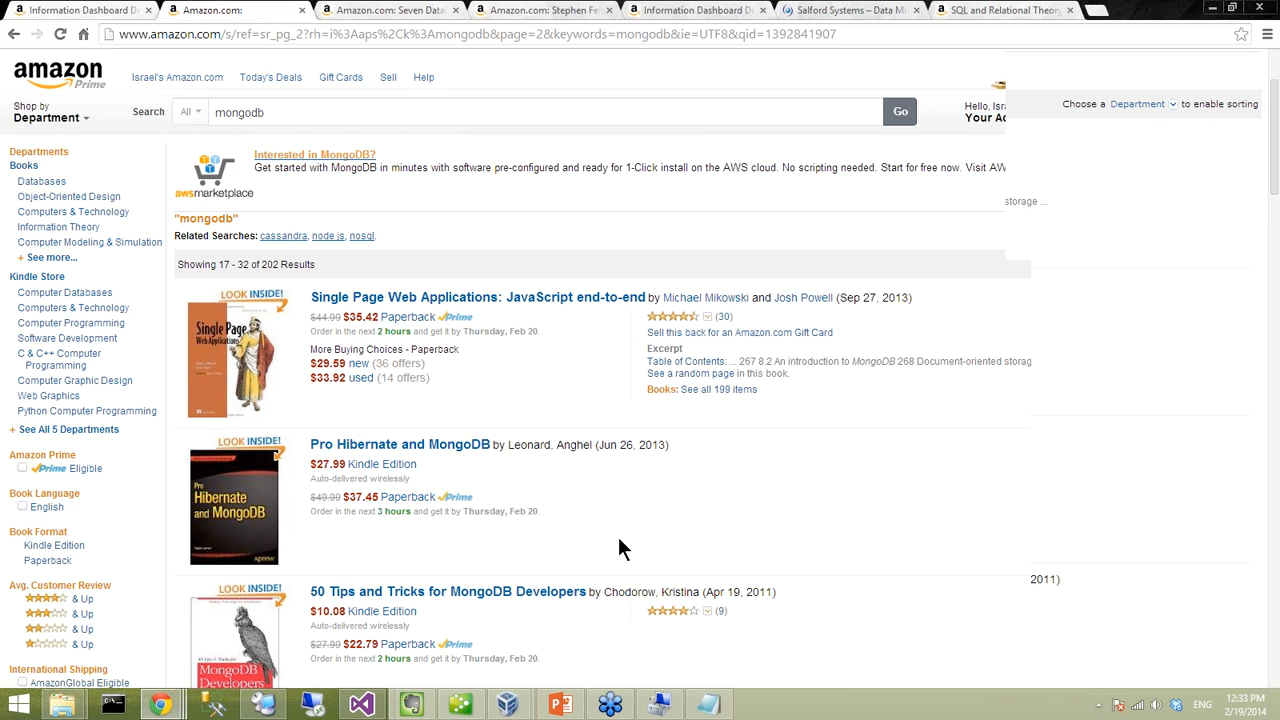 Information Dashboard D
Amazon.com:
Amazon.com: Seven Datal
Amazon.com: Stephen Fe
Information Dashboard D
Salford Systems – Data Mi
SQL and Relational Theory
www.amazon.com/s/ref=sr_pg_2?rh=i%3Aaps%2Ck%3Amongodb&page=2&keywords=mongodb&ie=UTF8&qid=1392841907
amazon
Prime
Israel's Amazon.com
Today's Deals
Gift Cards
Sell
Help
Shop by
Department
Search
All
mongodb
Go
Hello, Isr
Your Ac
Choose a Department to enable sorting
Departments
Books
Databases
Object-Oriented Design
Computers & Technology
Information Theory
Computer Modeling & Simulation
+ See more...
Kindle Store
Computer Databases
Computers & Technology
Computer Programming
Software Development
C & C++ Computer
Programming
Computer Graphic Design
Web Graphics
Python Computer Programming
+ See All 5 Departments
Amazon Prime
Prime Eligible
Book Language
English
Book Format
Kindle Edition
Paperback
Avg. Customer Review
& Up
& Up
& Up
& Up
International Shipping
AmazonGlobal Eligible
awsmarketplace
Interested in MongoDB?
Get started with MongoDB in minutes with software pre-configured and ready for 1-Click install on the AWS cloud. No scripting needed. Start for free now. Visit AW
storage ...
"mongodb"
Related Searches: cassandra, node js, nosql.
Showing 17 - 32 of 202 Results
LOOK INSIDE!
Single Page
Web Applications
Single Page Web Applications: JavaScript end-to-end by Michael Mikowski and Josh Powell (Sep 27, 2013)
$44.99 $35.42 Paperback Prime
Order in the next 2 hours and get it by Thursday, Feb 20.
More Buying Choices - Paperback
$29.59 new (36 offers)
$33.92 used (14 offers)
(30)
Sell this back for an Amazon.com Gift Card
Excerpt
Table of Contents: ... 267 8.2 An introduction to MongoDB 268 Document-oriented storag
See a random page in this book.
Books: See all 199 items
LOOK INSIDE!
Pro
Hibernate
and MongoDB
Apress
Pro Hibernate and MongoDB by Leonard, Anghel (Jun 26, 2013)
$27.99 Kindle Edition
Auto-delivered wirelessly
$49.99 $37.45 Paperback Prime
Order in the next 3 hours and get it by Thursday, Feb 20.
LOOK INSIDE!
MongoDB
Developers
50 Tips and Tricks for MongoDB Developers by Chodorow, Kristina (Apr 19, 2011)
$10.08 Kindle Edition
Auto-delivered wirelessly
$27.99 $22.79 Paperback Prime
Order in the next 2 hours and get it by Thursday, Feb 20.
(9)
2011)
ENG
12:33 PM
2/19/2014